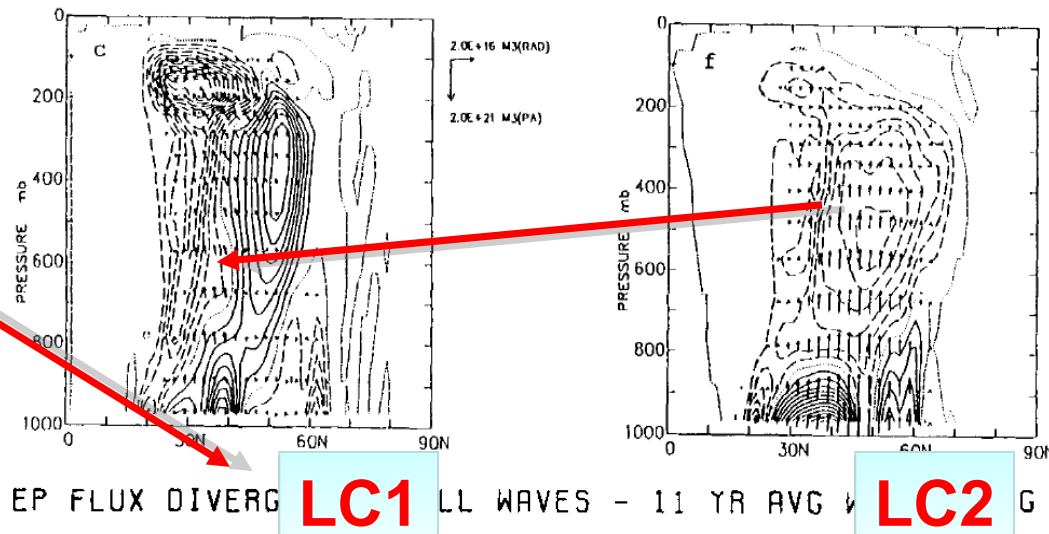 0
200
400
600
800
1000
PRESSURE mb
0
30N
60N
90N
c
2.0E+16 M3(RAD)
2.0E+21 M3(PA)
0
200
400
600
800
1000
PRESSURE mb
0
30N
60N
90N
f
EP FLUX DIVERG LL WAVES - 11 YR AVG
LC1
LC2